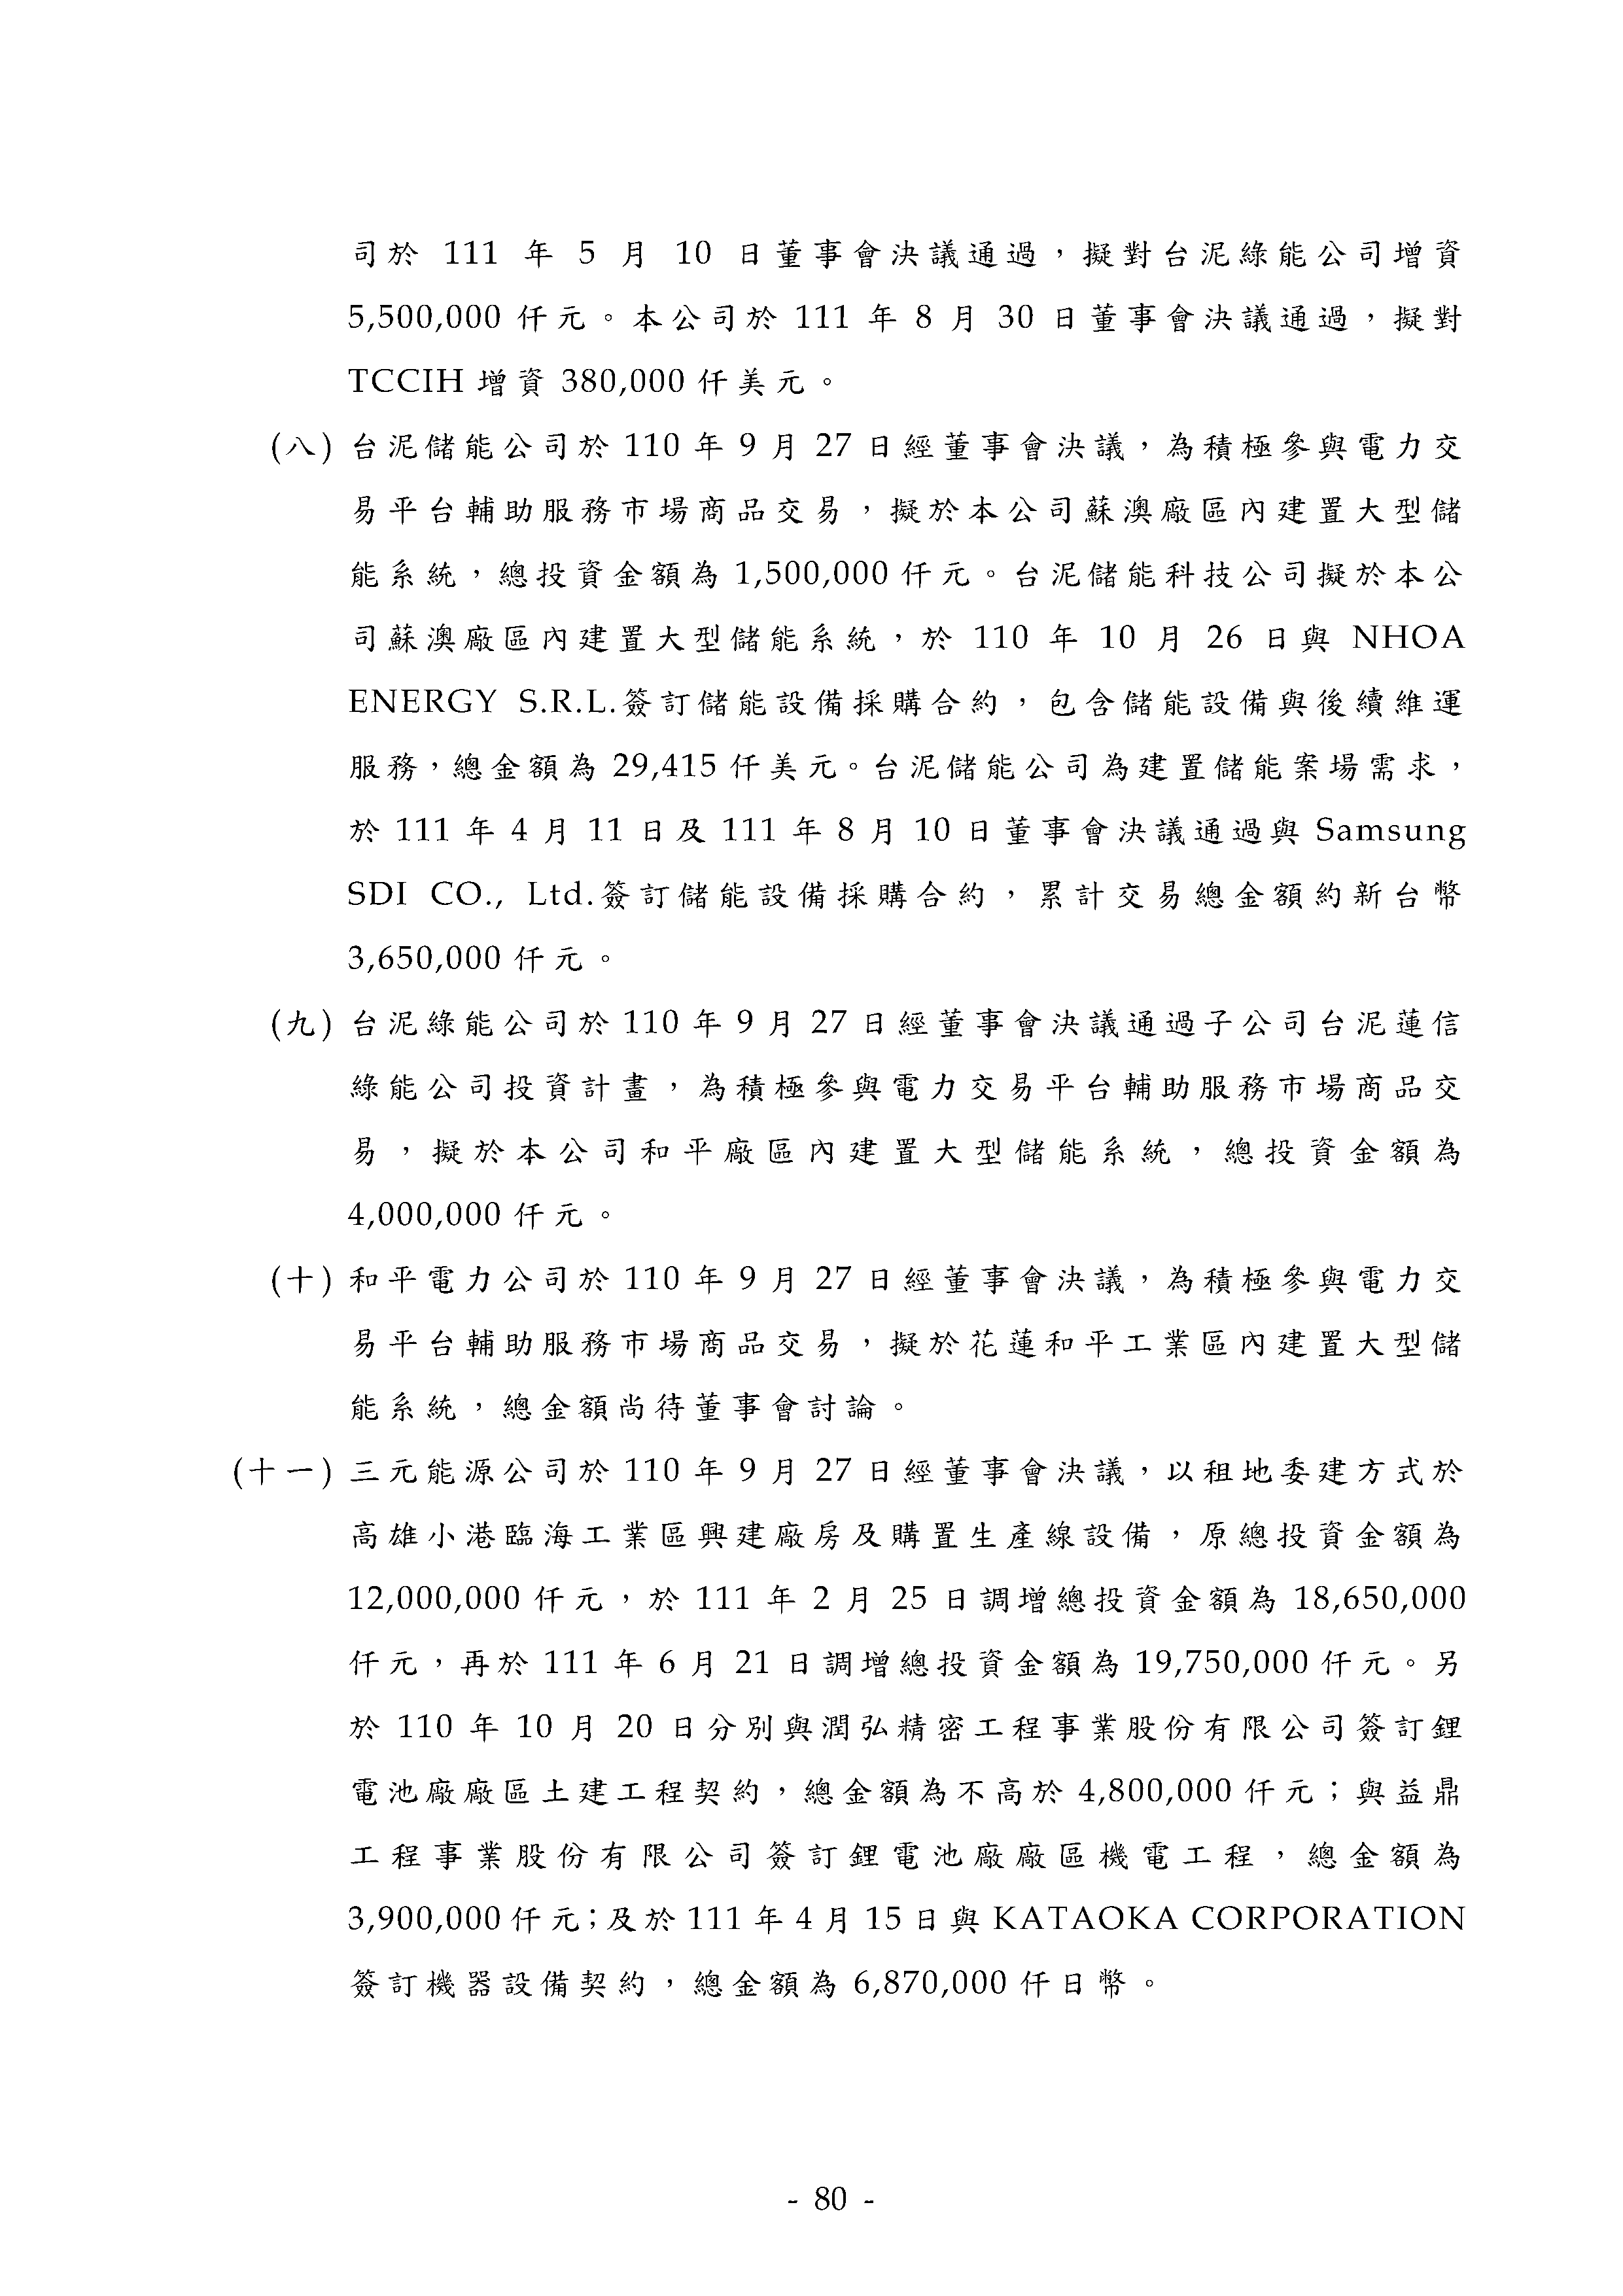 司於 111 年 5 月 10 日董事會決議通過，擬對台泥綠能公司增資
5,500,000 仟元。本公司於 111 年 8 月 30 日董事會決議通過，擬對
TCCIH 增資 380,000 仟美元。
(八) 台泥儲能公司於 110 年 9 月 27 日經董事會決議，為積極參與電力交
易平台輔助服務市場商品交易，擬於本公司蘇澳廠區內建置大型儲
能系統，總投資金額為 1,500,000 仟元。台泥儲能科技公司擬於本公
司蘇澳廠區內建置大型儲能系統，於 110 年 10 月 26 日與 NHOA
ENERGY S.R.L.簽訂儲能設備採購合約，包含儲能設備與後續維運
服務，總金額為 29,415 仟美元。台泥儲能公司為建置儲能案場需求，
於 111 年 4 月 11 日及 111 年 8 月 10 日董事會決議通過與 Samsung
SDI CO., Ltd.簽訂儲能設備採購合約，累計交易總金額約新台幣
3,650,000 仟元。
(九) 台泥綠能公司於 110 年 9 月 27 日經董事會決議通過子公司台泥蓮信
綠能公司投資計畫，為積極參與電力交易平台輔助服務市場商品交
易，擬於本公司和平廠區內建置大型儲能系統，總投資金額為
4,000,000 仟元。
(十) 和平電力公司於 110 年 9 月 27 日經董事會決議，為積極參與電力交
易平台輔助服務市場商品交易，擬於花蓮和平工業區內建置大型儲
能系統，總金額尚待董事會討論。
(十一) 三元能源公司於 110 年 9 月 27 日經董事會決議，以租地委建方式於
高雄小港臨海工業區興建廠房及購置生產線設備，原總投資金額為
12,000,000 仟元，於 111 年 2 月 25 日調增總投資金額為 18,650,000
仟元，再於 111 年 6 月 21 日調增總投資金額為 19,750,000 仟元。另
於 110 年 10 月 20 日分別與潤弘精密工程事業股份有限公司簽訂鋰
電池廠廠區土建工程契約，總金額為不高於 4,800,000 仟元；與益鼎
工程事業股份有限公司簽訂鋰電池廠廠區機電工程，總金額為
3,900,000 仟元；及於 111 年 4 月 15 日與 KATAOKA CORPORATION
簽訂機器設備契約，總金額為 6,870,000 仟日幣。
- 80 -